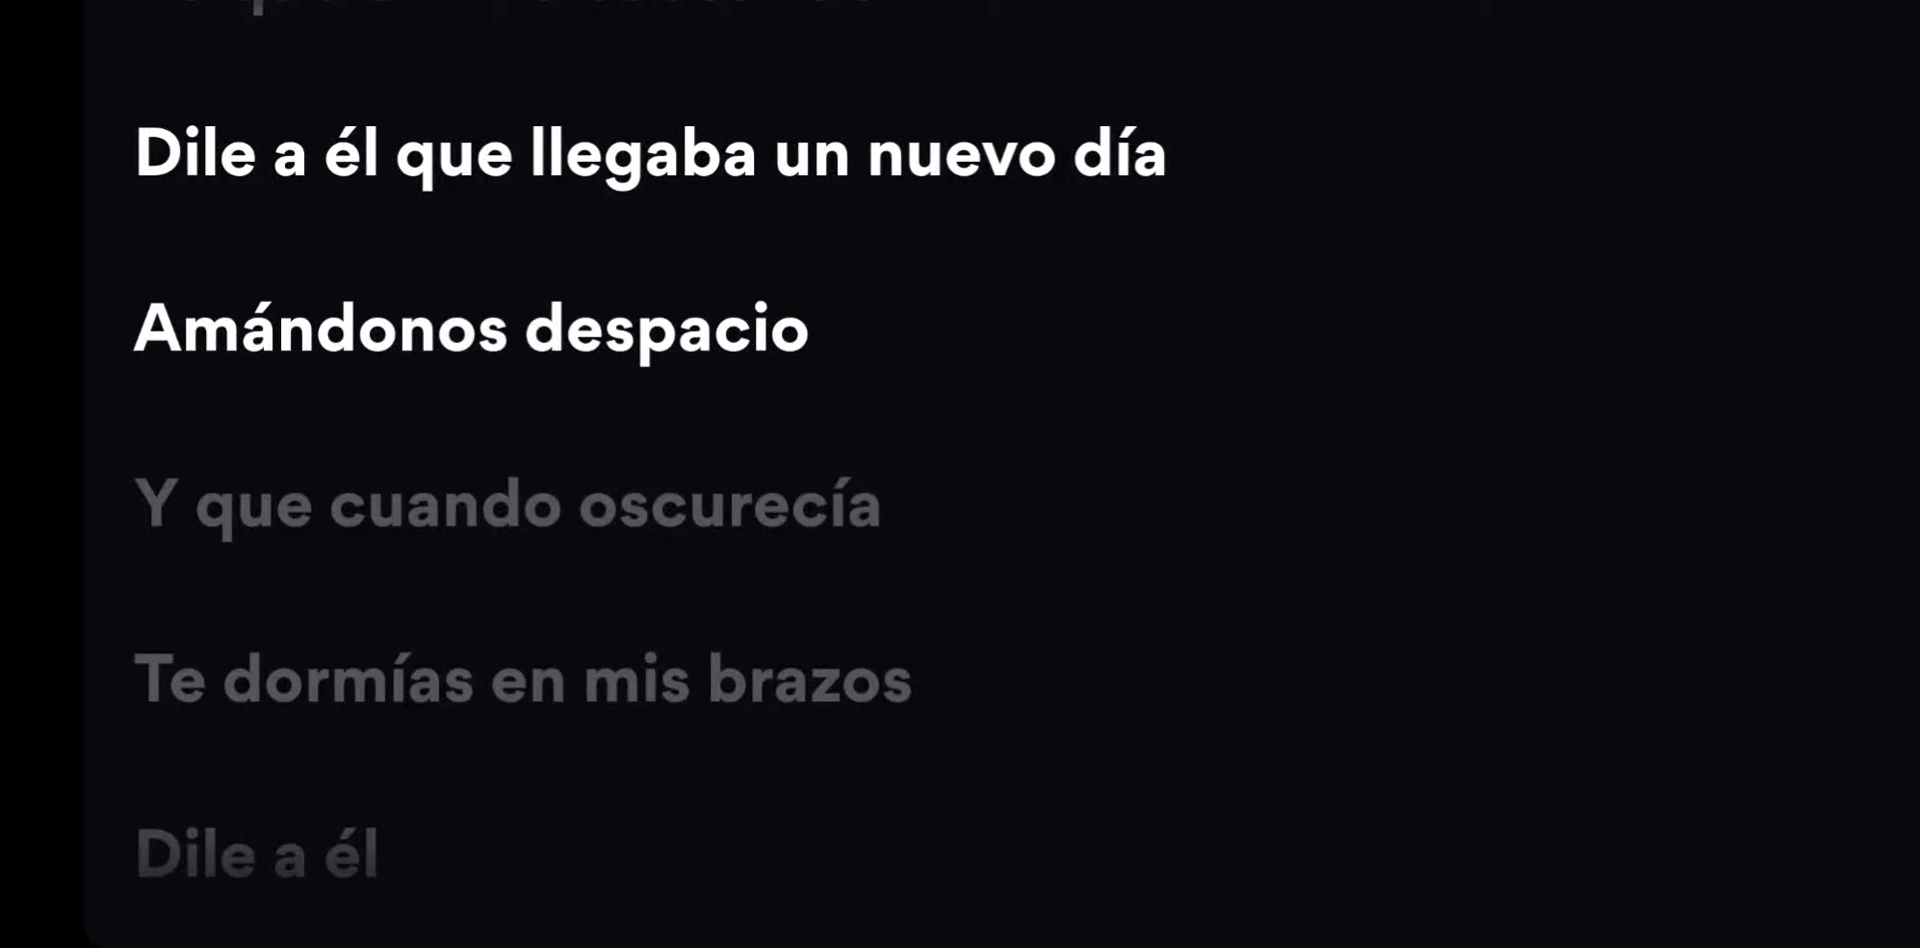 Dile a él que llegaba un nuevo día
Amándonos despacio
Y que cuando oscurecía
Te dormías en mis brazos
Dile a él